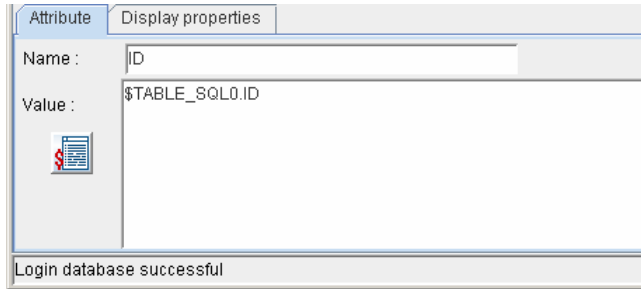 Attribute Display properties
Name : ID
Value : $TABLE_SQL0.ID
$
Login database successful